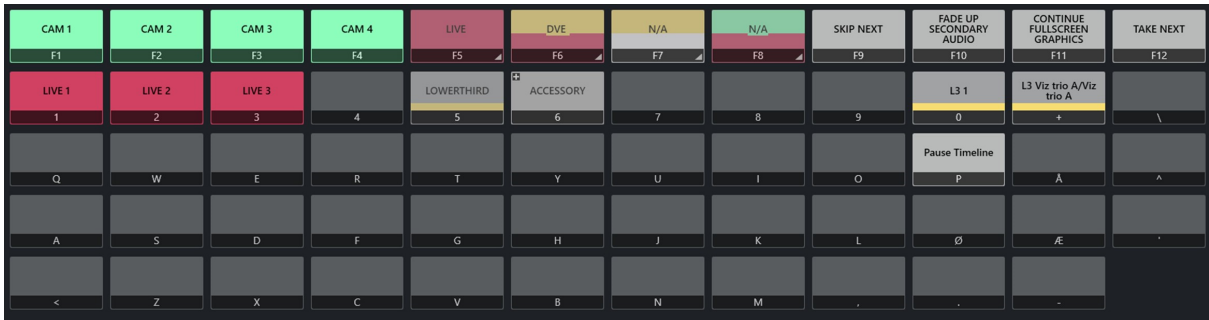 CAM 1 CAM 2 CAM 3 CAM 4 LIVE DVE N/A N/A SKIP NEXT FADE UP SECONDARY AUDIO CONTINUE FULLSCREEN GRAPHICS TAKE NEXT
F1 F2 F3 F4 F5 F6 F7 F8 F9 F10 F11 F12
LIVE 1 LIVE 2 LIVE 3 LOWERTHIRD ACCESSORY L3 1 L3 Viz trio A/Viz trio A
1 2 3 4 5 6 7 8 9 0 + \
Pause Timeline
Q W E R T Y U I O P Å ^
A S D F G H J K L Ø Æ '
< Z X C V B N M , . -